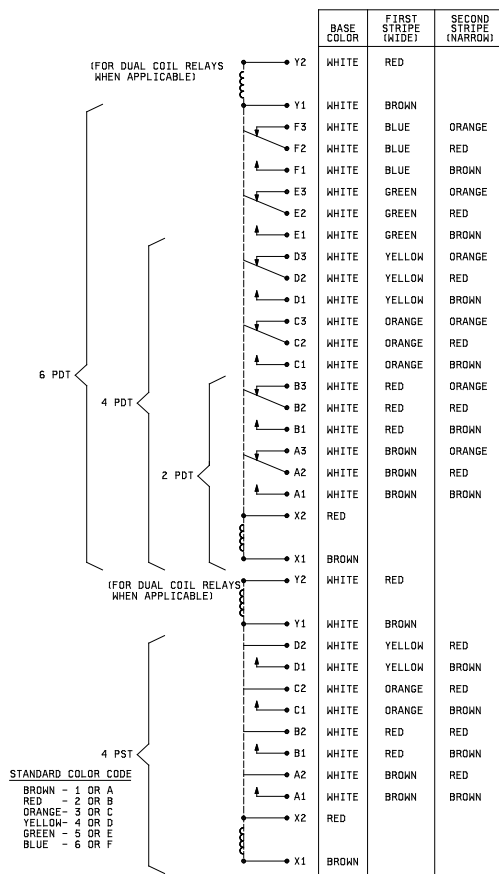 BASE COLOR FIRST STRIPE (WIDE) SECOND STRIPE (NARROW)
(FOR DUAL COIL RELAYS WHEN APPLICABLE)
Y2 WHITE RED
Y1 WHITE BROWN
F3 WHITE BLUE ORANGE
F2 WHITE BLUE RED
F1 WHITE BLUE BROWN
E3 WHITE GREEN ORANGE
E2 WHITE GREEN RED
E1 WHITE GREEN BROWN
D3 WHITE YELLOW ORANGE
D2 WHITE YELLOW RED
D1 WHITE YELLOW BROWN
C3 WHITE ORANGE ORANGE
C2 WHITE ORANGE RED
C1 WHITE ORANGE BROWN
6 PDT
B3 WHITE RED ORANGE
4 PDT
B2 WHITE RED RED
B1 WHITE RED BROWN
A3 WHITE BROWN ORANGE
2 PDT
A2 WHITE BROWN RED
A1 WHITE BROWN BROWN
X2 RED
X1 BROWN
(FOR DUAL COIL RELAYS WHEN APPLICABLE)
Y2 WHITE RED
Y1 WHITE BROWN
D2 WHITE YELLOW RED
D1 WHITE YELLOW BROWN
C2 WHITE ORANGE RED
C1 WHITE ORANGE BROWN
B2 WHITE RED RED
4 PST
B1 WHITE RED BROWN
A2 WHITE BROWN RED
A1 WHITE BROWN BROWN
X2 RED
X1 BROWN
STANDARD COLOR CODE
BROWN - 1 OR A
RED - 2 OR B
ORANGE- 3 OR C
YELLOW- 4 OR D
GREEN - 5 OR E
BLUE - 6 OR F